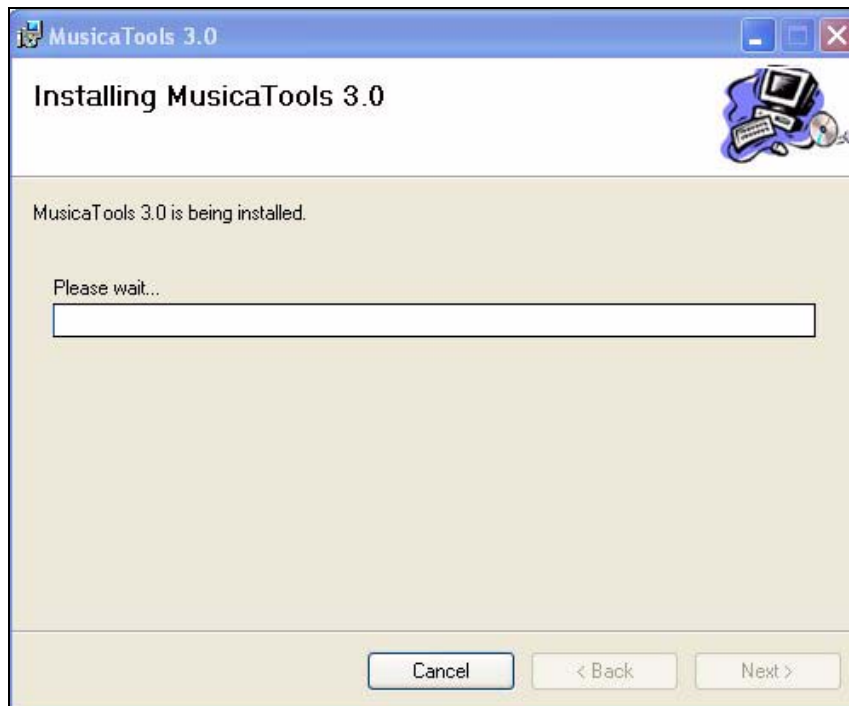 MusicaTools 3.0
Installing MusicaTools 3.0
MusicaTools 3.0 is being installed.
Please wait...
Cancel
< Back
Next >